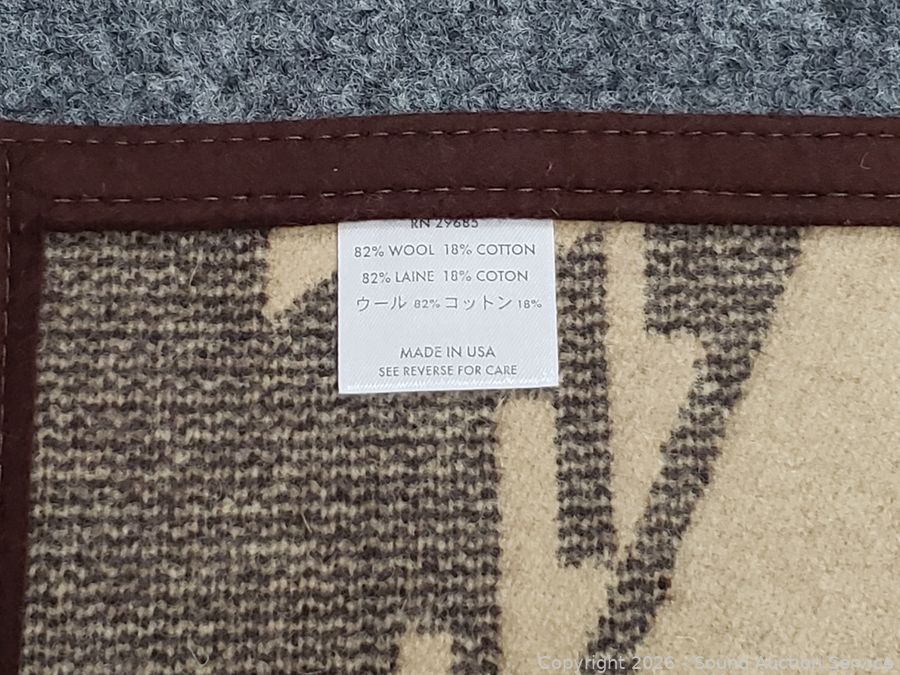 RN 29685
82% WOOL 18% COTTON
82% LAINE 18% COTON
ウール 82% コットン 18%
MADE IN USA
SEE REVERSE FOR CARE
Copyright 2026 - Sound Auction Service